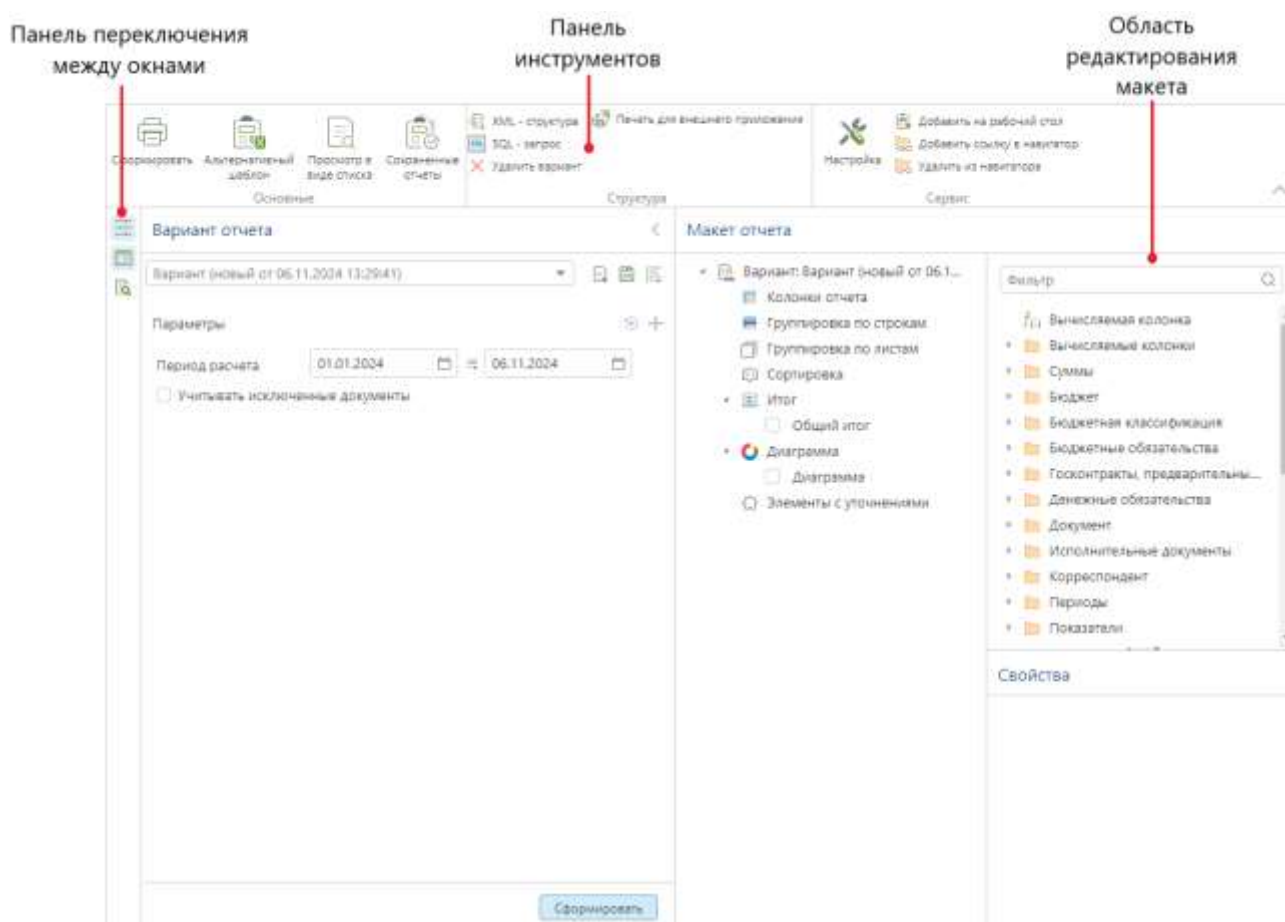 Панель переключения
между окнами
Панель
инструментов
Область
редактирования
макета
Сформировать
Альтернативный
шаблон
Просмотр в
виде списка
Сохраненные
отчеты
Основные
XML - структура
SQL - запрос
Удалить вариант
Печать для внешнего приложения
Структура
Настройка
Добавить на рабочий стол
Добавить ссылку в навигатор
Удалить из навигатора
Сервис
Вариант отчета
Вариант (новый от 06.11.2024 13:29:41)
Параметры
Период расчета 01.01.2024 06.11.2024
Учитывать исключенные документы
Сформировать
Макет отчета
Вариант: Вариант (новый от 06.1...
Колонки отчета
Группировка по строкам
Группировка по листам
Сортировка
Итог
Общий итог
Диаграмма
Диаграмма
Элементы с уточнениями
Фильтр
Вычисляемая колонка
Вычисляемые колонки
Суммы
Бюджет
Бюджетная классификация
Бюджетные обязательства
Госконтракты, предварительны...
Денежные обязательства
Документ
Исполнительные документы
Корреспондент
Периоды
Показатели
Свойства